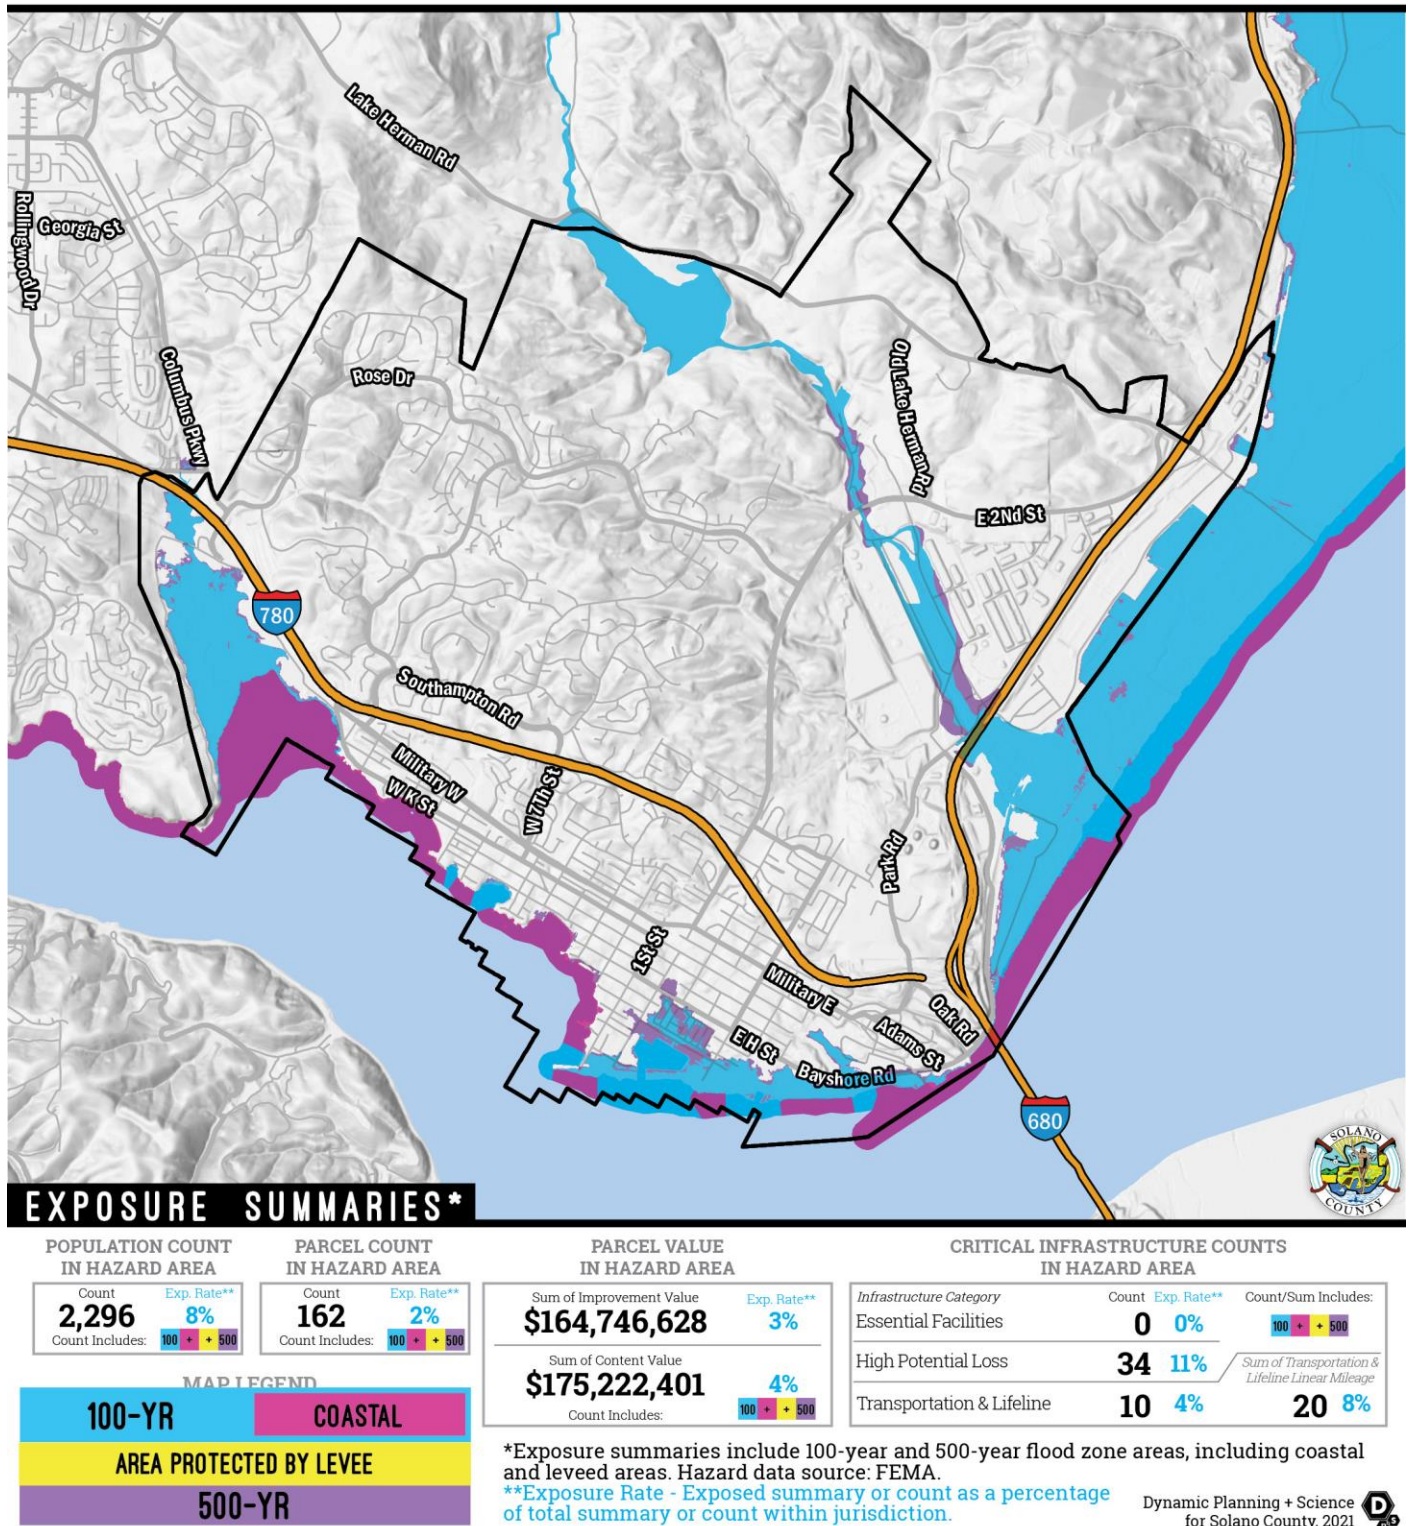 Lake Herman Rd
Rollingwood Dr
Georgia St
Columbus Pkwy
Rose Dr
Old Lake Herman Rd
E 2Nd St
780
Southampton Rd
Military W
W K St
W 7Th St
Park Rd
1St St
Military E
Oak Rd
Adams St
E H St
Bayshore Rd
680
SOLANO
COUNTY
EXPOSURE SUMMARIES*
POPULATION COUNT
IN HAZARD AREA
Count Exp. Rate**
2,296 8%
Count Includes: 100 + + 500
PARCEL COUNT
IN HAZARD AREA
Count Exp. Rate**
162 2%
Count Includes: 100 + + 500
PARCEL VALUE
IN HAZARD AREA
Sum of Improvement Value Exp. Rate**
$164,746,628 3%
Sum of Content Value
$175,222,401 4%
Count Includes: 100 + + 500
CRITICAL INFRASTRUCTURE COUNTS
IN HAZARD AREA
Infrastructure Category Count Exp. Rate** Count/Sum Includes:
Essential Facilities 0 0% 100 + + 500
High Potential Loss 34 11% Sum of Transportation &
Lifeline Linear Mileage
Transportation & Lifeline 10 4% 20 8%
MAP LEGEND
100-YR COASTAL
AREA PROTECTED BY LEVEE
500-YR
*Exposure summaries include 100-year and 500-year flood zone areas, including coastal
and leveed areas. Hazard data source: FEMA.
**Exposure Rate - Exposed summary or count as a percentage
of total summary or count within jurisdiction.
Dynamic Planning + Science
for Solano County, 2021
D